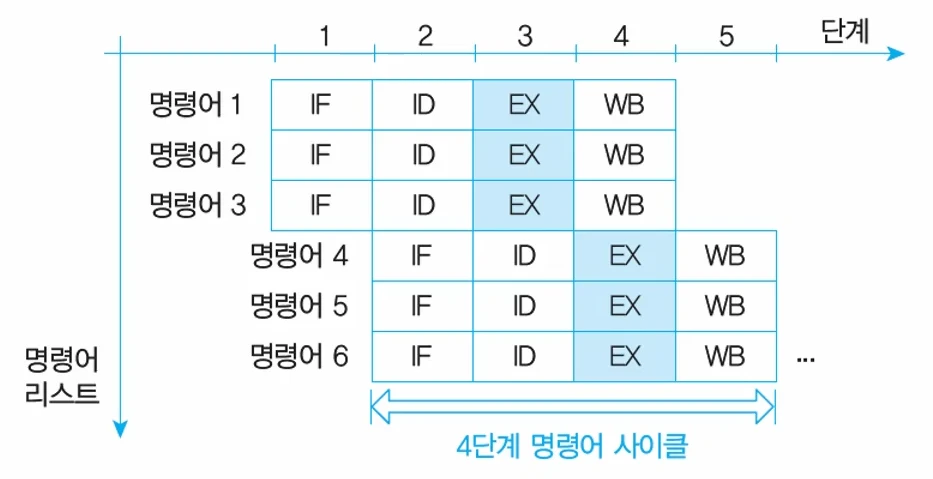 1 2 3 4 5 단계
명령어 1 IF ID EX WB
명령어 2 IF ID EX WB
명령어 3 IF ID EX WB
명령어 4 IF ID EX WB
명령어 5 IF ID EX WB
명령어 6 IF ID EX WB ...
명령어
리스트
4단계 명령어 사이클